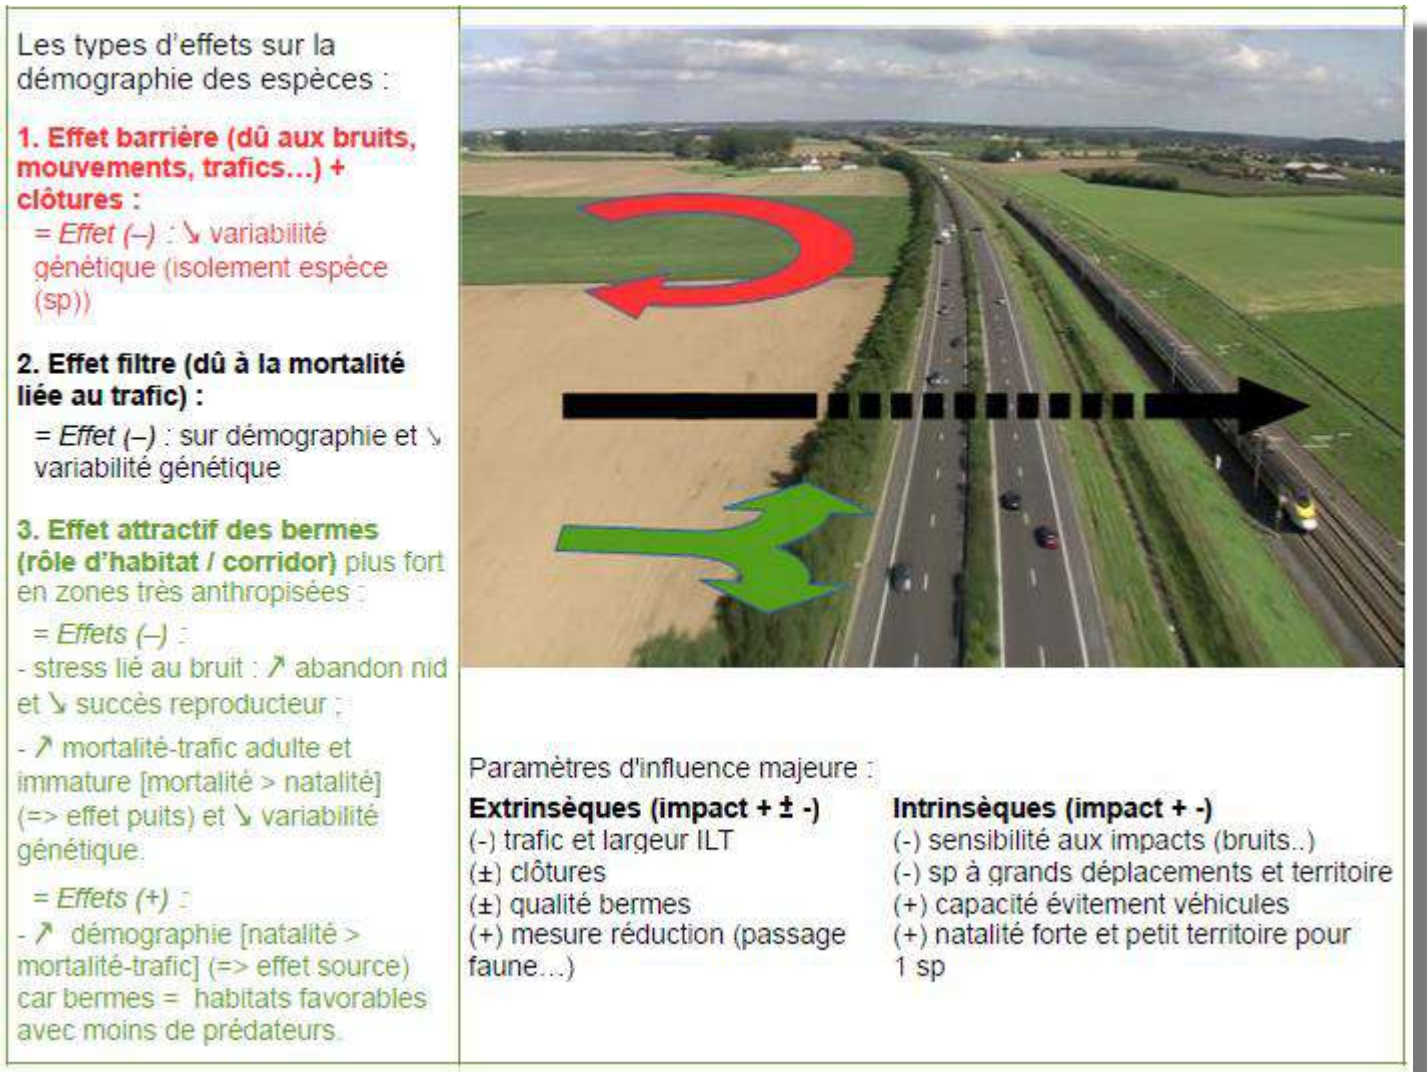 Les types d'effets sur la
démographie des espèces :
1. Effet barrière (dû aux bruits,
mouvements, trafics...) +
clôtures :
= Effet (–) : ↘ variabilité
génétique (isolement espèce
(sp))
2. Effet filtre (dû à la mortalité
liée au trafic) :
= Effet (–) : sur démographie et ↘
variabilité génétique
3. Effet attractif des bermes
(rôle d'habitat / corridor) plus fort
en zones très anthropisées :
= Effets (–) :
- stress lié au bruit : ↗ abandon nid
et ↘ succès reproducteur ;
- ↗ mortalité-trafic adulte et
immature [mortalité > natalité]
(=> effet puits) et ↘ variabilité
génétique.
= Effets (+) :
- ↗ démographie [natalité >
mortalité-trafic] (=> effet source)
car bermes = habitats favorables
avec moins de prédateurs.
Paramètres d'influence majeure :
Extrinsèques (impact + ± -)
(-) trafic et largeur ILT
(±) clôtures
(±) qualité bermes
(+) mesure réduction (passage
faune...)
Intrinsèques (impact + -)
(-) sensibilité aux impacts (bruits..)
(-) sp à grands déplacements et territoire
(+) capacité évitement véhicules
(+) natalité forte et petit territoire pour
1 sp